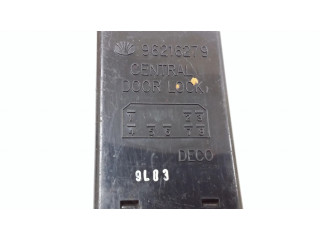 96216279
CENTRAL
DOOR LOCK
DECO
9L03